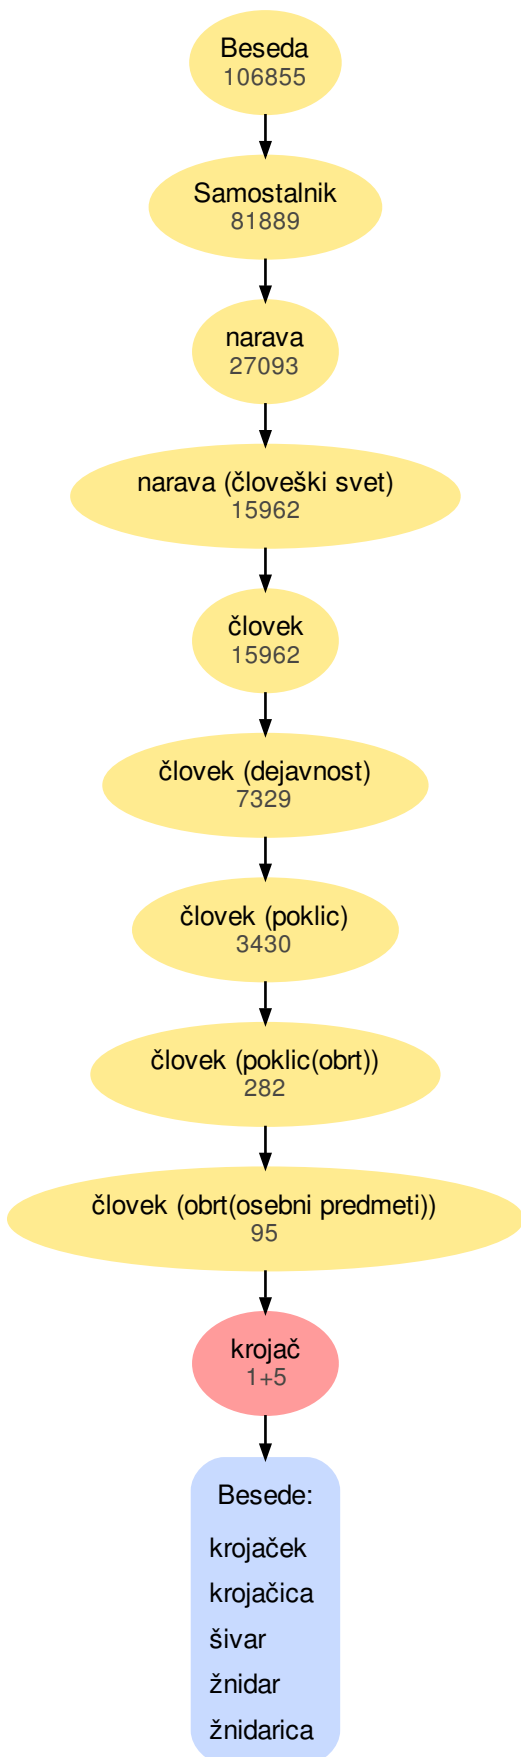 Beseda
106855
Samostalnik
81889
narava
27093
narava (človeški svet)
15962
človek
15962
človek (dejavnost)
7329
človek (poklic)
3430
človek (poklic(obrt))
282
človek (obrt(osebni predmeti))
95
krojač
1+5
Besede:
krojaček
krojačica
šivar
žnidar
žnidarica